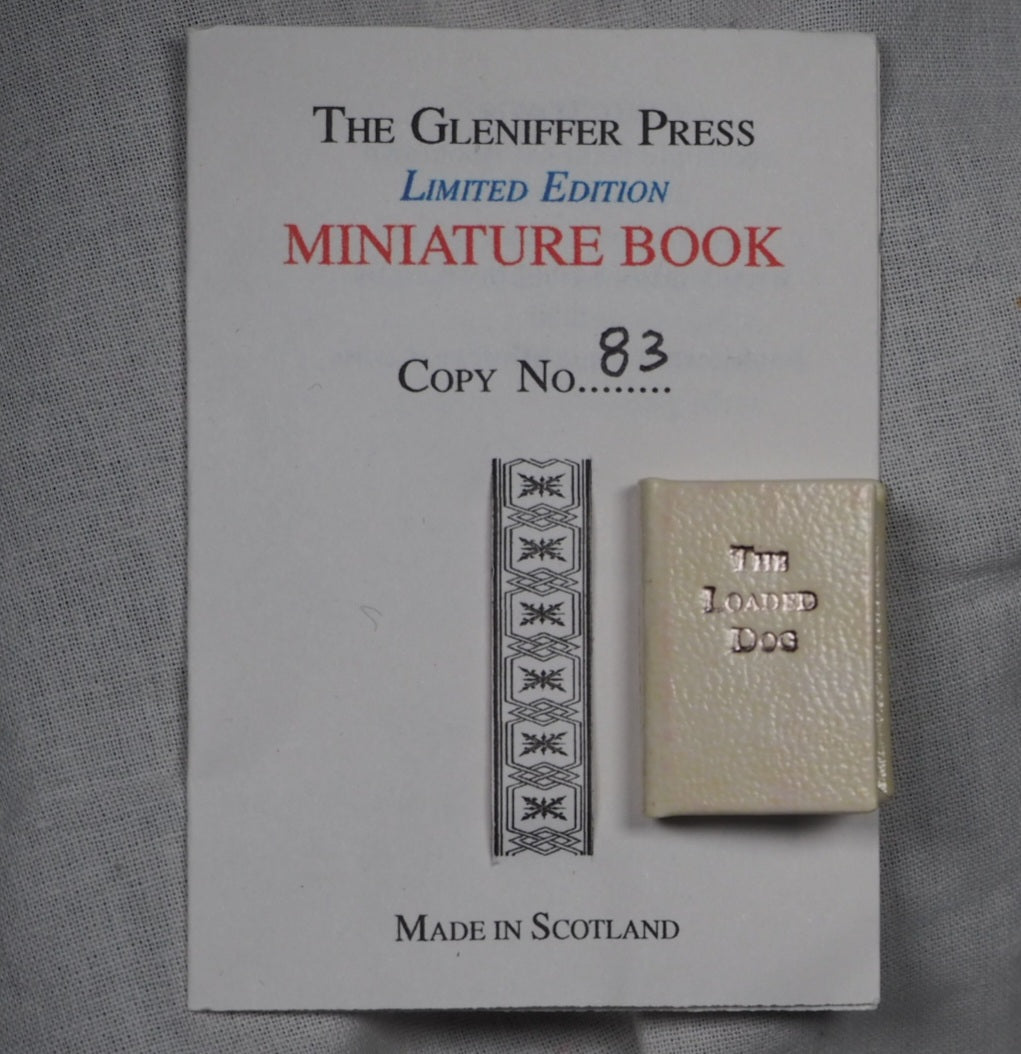 THE GLENIFFER PRESS
LIMITED EDITION
MINIATURE BOOK
COPY NO.........83
THE
LOADED
DOG
MADE IN SCOTLAND